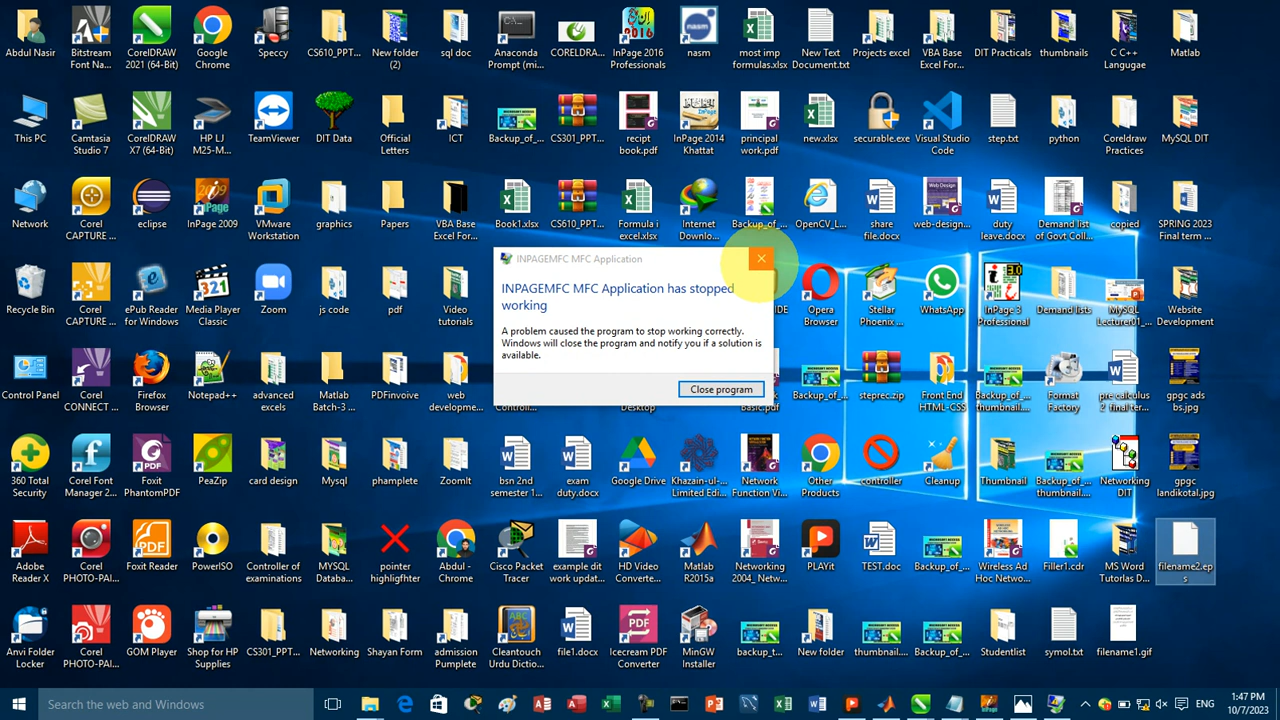 Abdul Nasir
Bitstream
Font Na...
CorelDRAW
2021 (64-Bit)
Google
Chrome
Speccy
CS610_PPT...
New folder
(2)
sql doc
Anaconda
Prompt (mi...
CORELDRA...
InPage 2016
Professionals
nasm
most imp
formulas.xlsx
New Text
Document.txt
Projects excel
VBA Base
Excel For...
DIT Practicals
thumbnails
C C++
Langugae
Matlab
This PC
Camtasia
Studio 7
CorelDRAW
X7 (64-Bit)
HP LJ
M25-M...
TeamViewer
DIT Data
Official
Letters
ICT
Backup_of_...
CS301_PPT...
recipt
book.pdf
InPage 2014
Khattat
principal
work.pdf
new.xlsx
securable.exe
Visual Studio
Code
step.txt
python
Coreldraw
Practices
MySQL DIT
Network
Corel
CAPTURE ...
eclipse
InPage 2009
VMware
Workstation
graphics
Papers
VBA Base
Excel For...
Book1.xlsx
CS610_PPT...
Formula i
excel.xlsx
Internet
Downlo...
Backup_of_...
OpenCV_L...
share
file.docx
web-design...
duty
leave.docx
Demand list
of Govt Coll...
copied
SPRING 2023
Final term ...
INPAGEMFC MFC Application
INPAGEMFC MFC Application has stopped
working
A problem caused the program to stop working correctly.
Windows will close the program and notify you if a solution is
available.
Close program
Recycle Bin
Corel
CAPTURE ...
ePub Reader
for Windows
Media Player
Classic
Zoom
js code
pdf
Video
tutorials
IDE
Opera
Browser
Stellar
Phoenix ...
WhatsApp
InPage 3
Professional
Demand lists
MySQL
Lecture01_...
Website
Development
Control Panel
Corel
CONNECT ...
Firefox
Browser
Notepad++
advanced
excels
Matlab
Batch-3 ...
PDFinvoive
web
developme...
Control...
Desktop
Basic.pdf
Backup_of_...
steprec.zip
Front End
HTML-CSS
Backup_of_...
thumbnail....
Format
Factory
pre calculus
2_final ter...
gpgc ads
bs.jpg
360 Total
Security
Corel Font
Manager 2...
Foxit
PhantomPDF
PeaZip
card design
Mysql
phamplete
ZoomIt
bsn 2nd
semester 1...
exam
duty.docx
Google Drive
Khazain-ul-...
Limited Edi...
Network
Function Vi...
Other
Products
controller
Cleanup
Thumbnail
Backup_of_...
thumbnail....
Networking
DIT
gpgc
landikotal.jpg
Adobe
Reader X
Corel
PHOTO-PAI...
Foxit Reader
PowerISO
Controller of
examinations
MYSQL
Databa...
pointer
highligfhter
Abdul -
Chrome
Cisco Packet
Tracer
example dit
work updat...
HD Video
Converte...
Matlab
R2015a
Networking
2004_ Netw...
PLAYit
TEST.doc
Backup_of_...
Wireless Ad
Hoc Netwo...
Filler1.cdr
MS Word
Tutorlas D...
filename2.ep
s
Anvi Folder
Locker
Corel
PHOTO-PAI...
GOM Player
Shop for HP
Supplies
CS301_PPT...
Networking
Shayan Form
admission
Pumplete
Cleantouch
Urdu Dictio...
file1.docx
Icecream PDF
Converter
MinGW
Installer
backup_t...
New folder
thumbnail....
Backup_of_...
Studentlist
symol.txt
filename1.gif
Search the web and Windows
ENG
1:47 PM
10/7/2023